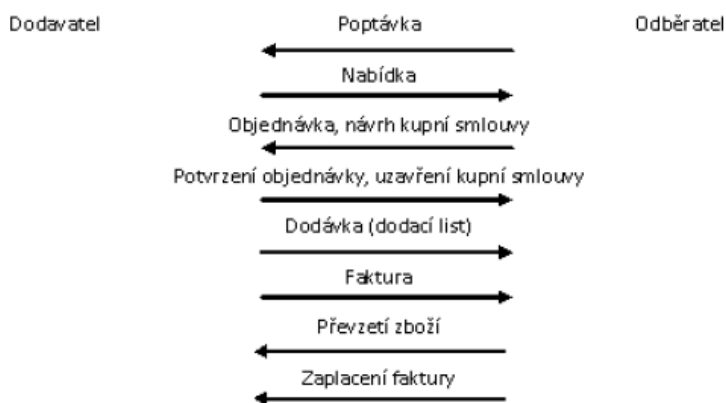 Dodavatel Poptávka Odběratel
Nabídka
Objednávka, návrh kupní smlouvy
Potvrzení objednávky, uzavření kupní smlouvy
Dodávka (dodací list)
Faktura
Převzetí zboží
Zaplacení faktury